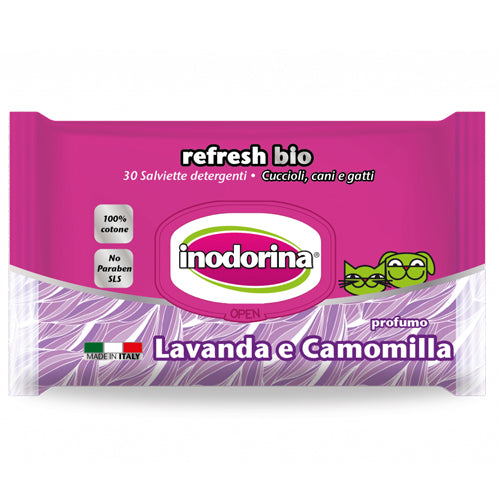 refresh bio
30 Salviette detergenti • Cuccioli, cani e gatti
100%
cotone
No
Paraben
SLS
inodorina®
OPEN
profumo
Lavanda e Camomilla
MADE IN ITALY